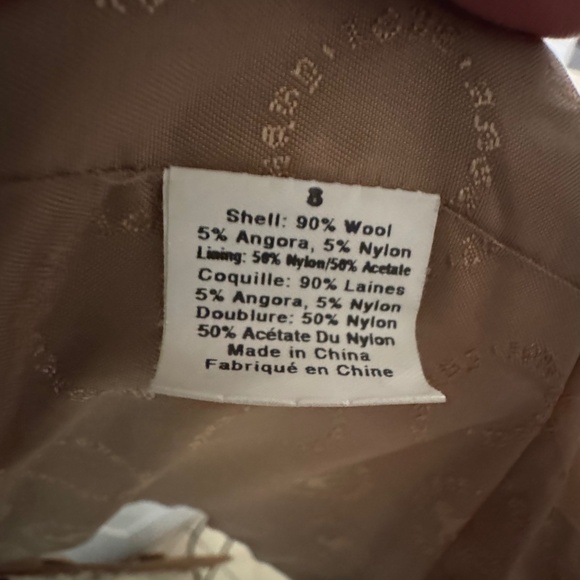 8
Shell: 90% Wool
5% Angora, 5% Nylon
Lining: 50% Nylon/50% Acetate
Coquille: 90% Laines
5% Angora, 5% Nylon
Doublure: 50% Nylon
50% Acétate Du Nylon
Made in China
Fabriqué en Chine